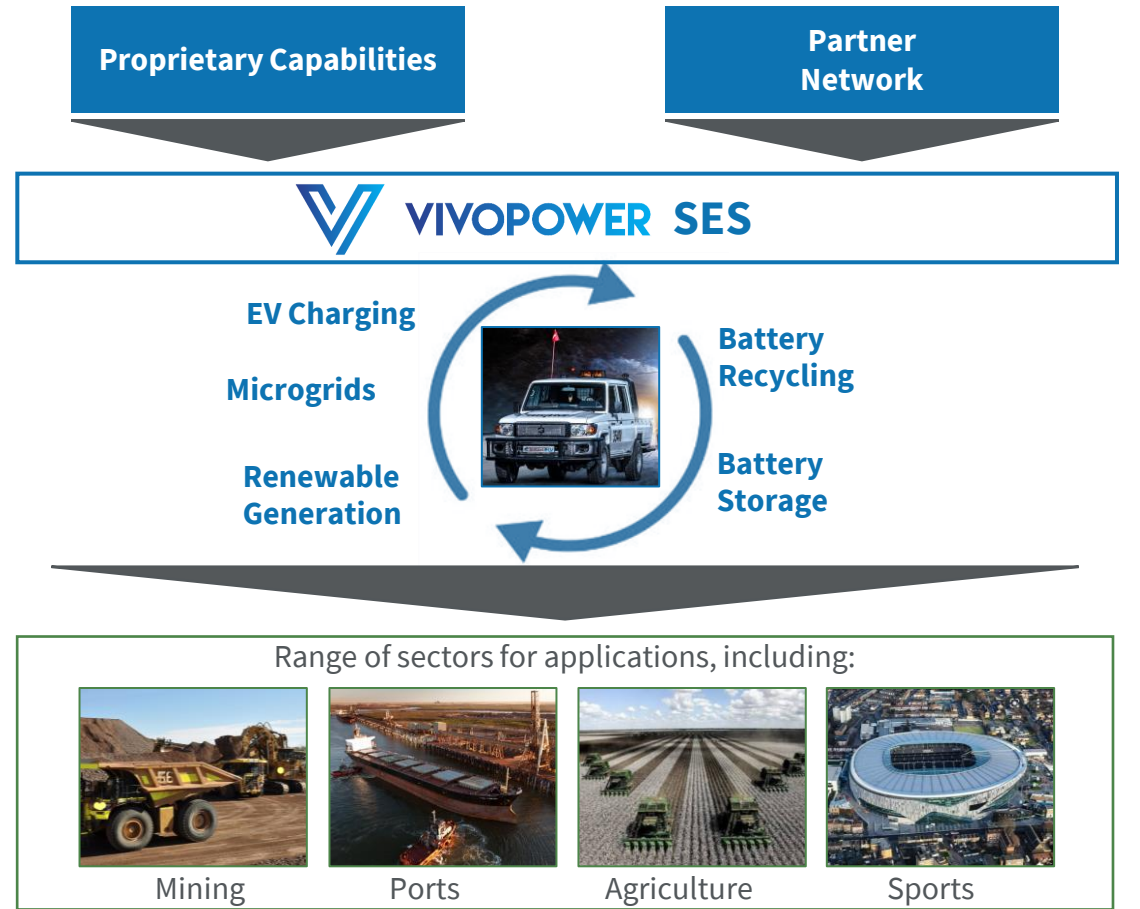 Proprietary Capabilities
Partner
Network
VIVOPOWER SES
EV Charging
Microgrids
Renewable
Generation
Battery
Recycling
Battery
Storage
Range of sectors for applications, including:
Mining
Ports
Agriculture
Sports